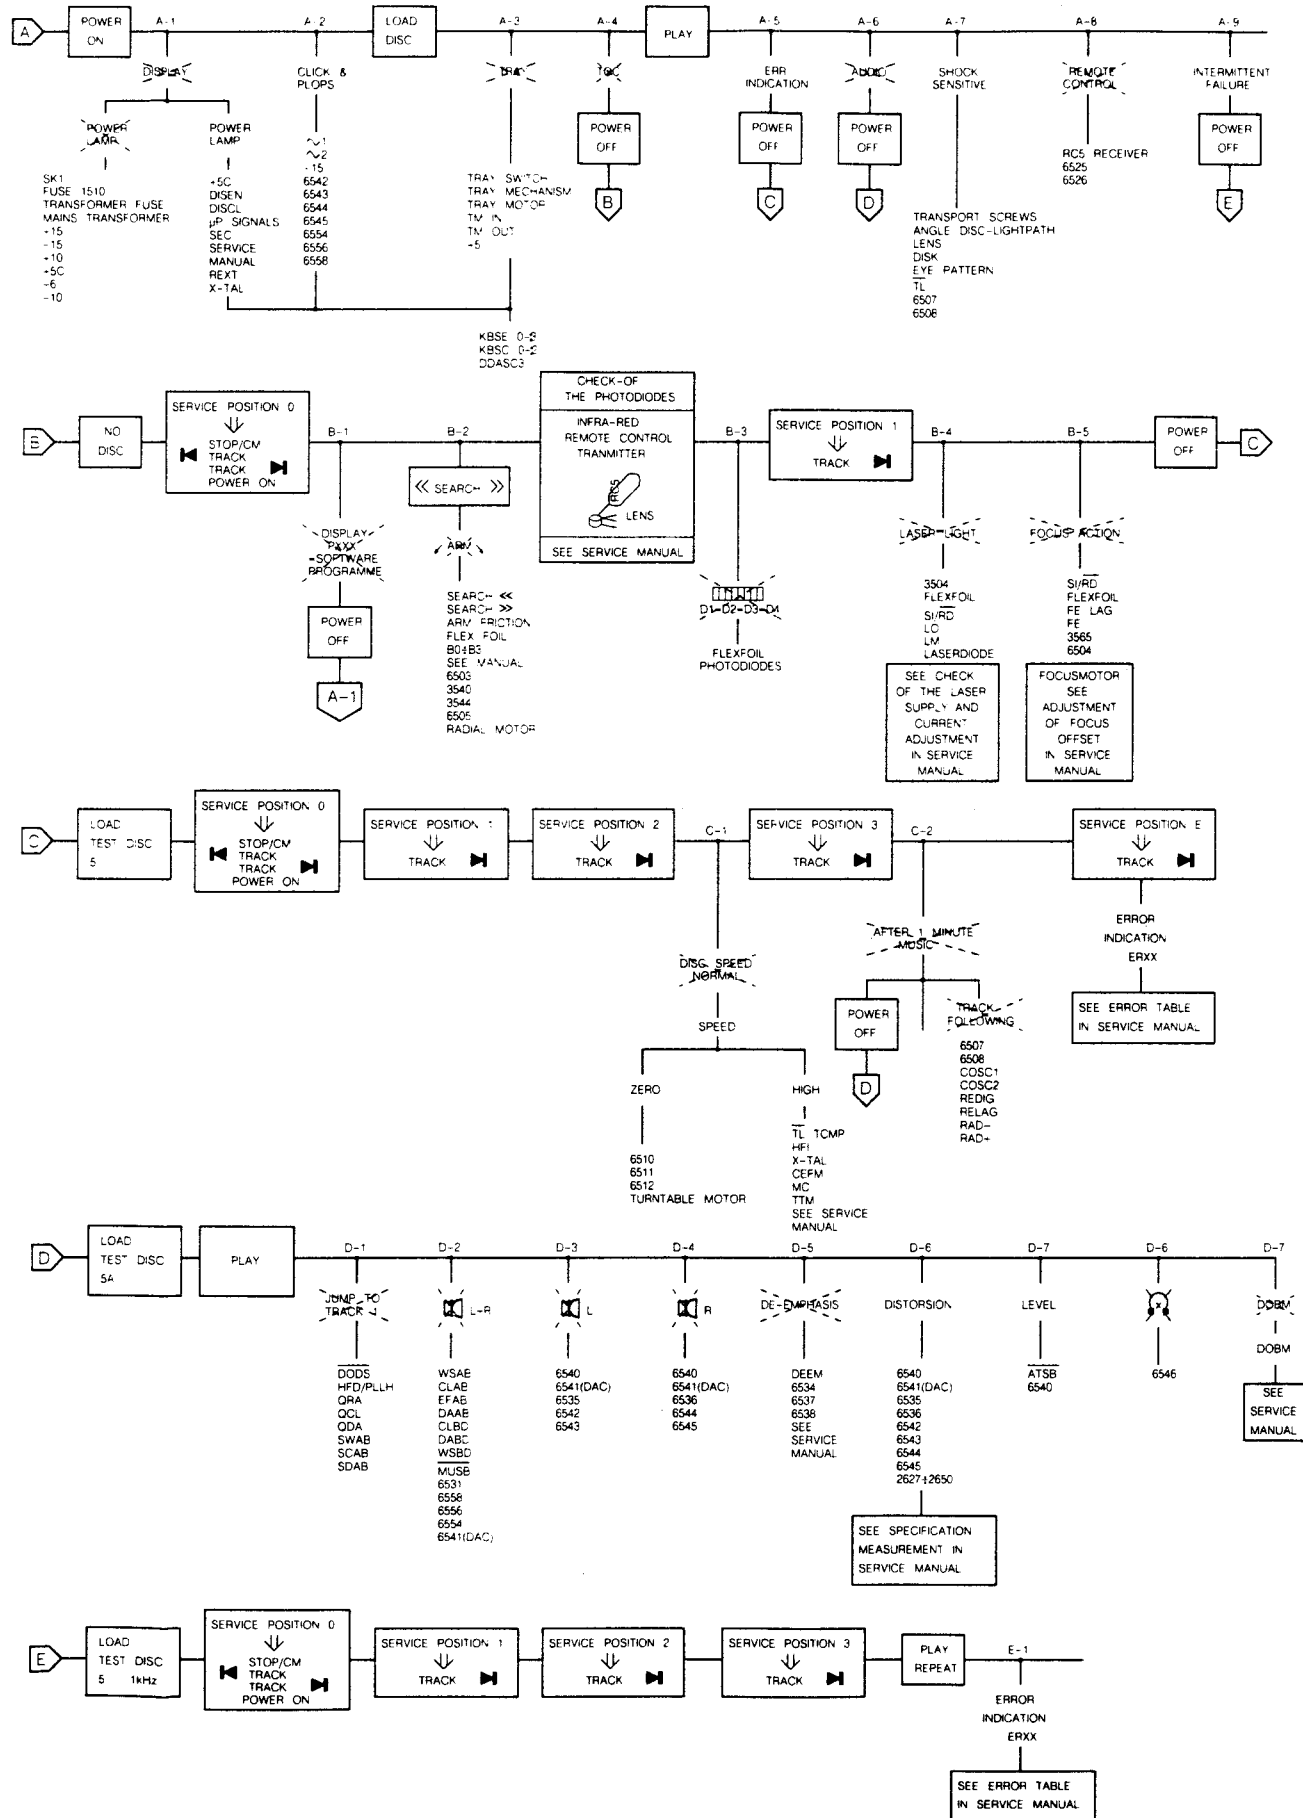 A
POWER ON
A-1
A-2
LOAD DISC
A-3
A-4
PLAY
A-5
A-6
A-7
A-8
A-9
DISPLAY
CLICK & PLOPS
TRAY
TOC
ERR INDICATION
AUDIO
SHOCK SENSITIVE
REMOTE CONTROL
INTERMITTENT FAILURE
POWER LAMP
POWER LAMP
POWER OFF
POWER OFF
POWER OFF
POWER OFF
B
C
D
E
SK1
FUSE 1510
TRANSFORMER FUSE
MAINS TRANSFORMER
+15
-15
+10
+5C
-6
-10
+5C
DISEN
DISCL
µP SIGNALS
SEC
SERVICE
MANUAL
REXT
X-TAL
∿1
∿2
-15
6542
6543
6544
6545
6554
6556
6558
TRAY SWITCH
TRAY MECHANISM
TRAY MOTOR
TM IN
TM OUT
+5
TRANSPORT SCREWS
ANGLE DISC-LIGHTPATH
LENS
DISK
EYE PATTERN
T̅L̅
6507
6508
RC5 RECEIVER
6525
6526
KBSC 0-2
DDASC3
B
NO DISC
SERVICE POSITION 0
⇓
STOP/CM
TRACK
TRACK
POWER ON
B-1
B-2
CHECK-OF
THE PHOTODIODES
INFRA-RED
REMOTE CONTROL
TRANMITTER
RC5
LENS
SEE SERVICE MANUAL
B-3
SERVICE POSITION 1
⇓
TRACK
B-4
B-5
POWER OFF
C
DISPLAY
PXXX
=SOFTWARE
PROGRAMME
POWER OFF
A-1
≪ SEARCH ≫
ARM
SEARCH ≪
SEARCH ≫
ARM FRICTION
FLEX FOIL
B0÷B3
SEE MANUAL
6503
3540
3544
6505
RADIAL MOTOR
D1-D2-D3-D4
FLEXFOIL
PHOTODIODES
LASER-LIGHT
3504
FLEXFOIL
SI/R̅D̅
LO
LM
LASERDIODE
SEE CHECK
OF THE LASER
SUPPLY AND
CURRENT
ADJUSTMENT
IN SERVICE
MANUAL
FOCUS ACTION
SI/R̅D̅
FLEXFOIL
FE LAG
FE
3565
6504
FOCUSMOTOR
SEE
ADJUSTMENT
OF FOCUS
OFFSET
IN SERVICE
MANUAL
C
LOAD
TEST DISC
5
SERVICE POSITION 0
⇓
STOP/CM
TRACK
TRACK
POWER ON
SERVICE POSITION 1
⇓
TRACK
SERVICE POSITION 2
⇓
TRACK
C-1
SERVICE POSITION 3
⇓
TRACK
C-2
SERVICE POSITION E
⇓
TRACK
DISC SPEED
NORMAL
SPEED
ZERO
6510
6511
6512
TURNTABLE MOTOR
HIGH
T̅L̅ TCMP
HFI
X-TAL
CEFM
MC
TTM
SEE SERVICE
MANUAL
AFTER 1 MINUTE
MUSIC
POWER OFF
D
TRACK
FOLLOWING
6507
6508
COSC1
COSC2
REDIG
RELAG
RAD-
RAD+
ERROR
INDICATION
ERXX
SEE ERROR TABLE
IN SERVICE MANUAL
D
LOAD
TEST DISC
5A
PLAY
D-1
D-2
D-3
D-4
D-5
D-6
D-7
D-6
D-7
JUMP TO
TRACK 1
L-R
L
R
DE-EMPHASIS
DISTORSION
LEVEL
DOBM
D̅O̅D̅S̅
HFD/PLLH
QRA
QCL
QDA
SWAB
SCAB
SDAB
WSAB
CLAB
EFAB
DAAB
CLBD
DABD
WSBD
M̅U̅S̅B̅
6531
6558
6556
6554
6541(DAC)
6540
6541(DAC)
6535
6542
6543
6540
6541(DAC)
6536
6544
6545
DEEM
6534
6537
6538
SEE
SERVICE
MANUAL
6540
6541(DAC)
6535
6536
6542
6543
6544
6545
2627÷2650
SEE SPECIFICATION
MEASUREMENT IN
SERVICE MANUAL
A̅T̅S̅B̅
6540
6546
DOBM
SEE
SERVICE
MANUAL
E
LOAD
TEST DISC
5 1kHz
SERVICE POSITION 0
⇓
STOP/CM
TRACK
TRACK
POWER ON
SERVICE POSITION 1
⇓
TRACK
SERVICE POSITION 2
⇓
TRACK
SERVICE POSITION 3
⇓
TRACK
PLAY
REPEAT
E-1
ERROR
INDICATION
ERXX
SEE ERROR TABLE
IN SERVICE MANUAL